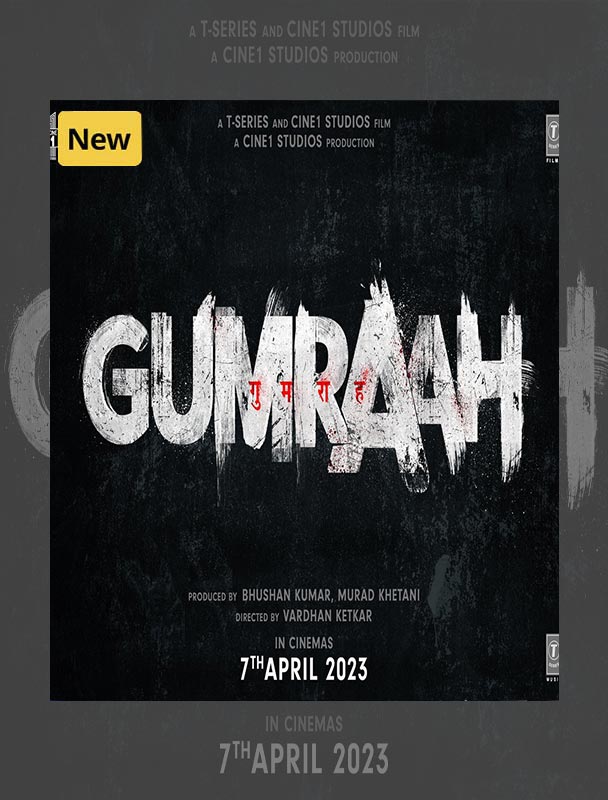 A T-SERIES AND CINE1 STUDIOS FILM
A CINE1 STUDIOS PRODUCTION
New
A T-SERIES AND CINE1 STUDIOS FILM
A CINE1 STUDIOS PRODUCTION
GUMRAAH
गु म रा ह
PRODUCED BY BHUSHAN KUMAR, MURAD KHETANI
DIRECTED BY VARDHAN KETKAR
IN CINEMAS
7TH APRIL 2023
IN CINEMAS
7TH APRIL 2023